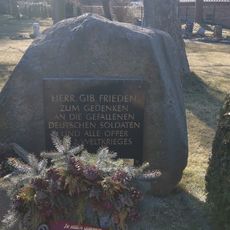 HERR GIB FRIEDEN
ZUM GEDENKEN
AN DIE GEFALLENEN
DEUTSCHEN SOLDATEN
UND ALLE OPFER
WELTKRIEGES